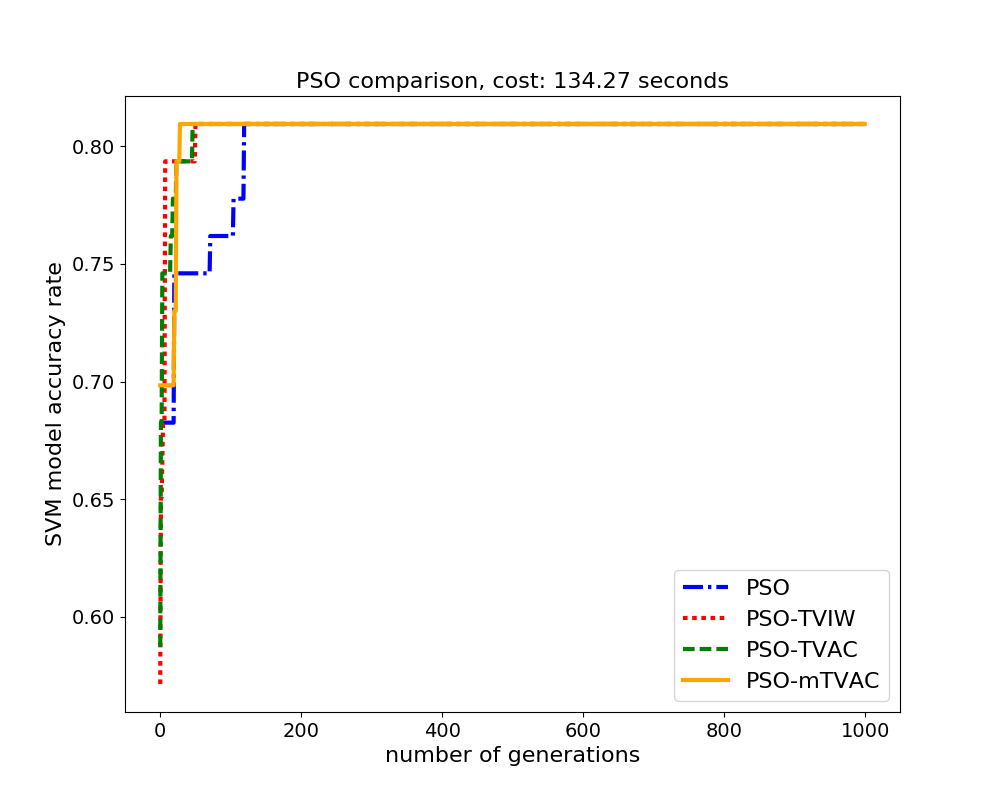 PSO comparison, cost: 134.27 seconds
SVM model accuracy rate
0.80
0.75
0.70
0.65
0.60
0
200
400
600
800
1000
number of generations
PSO
PSO-TVIW
PSO-TVAC
PSO-mTVAC